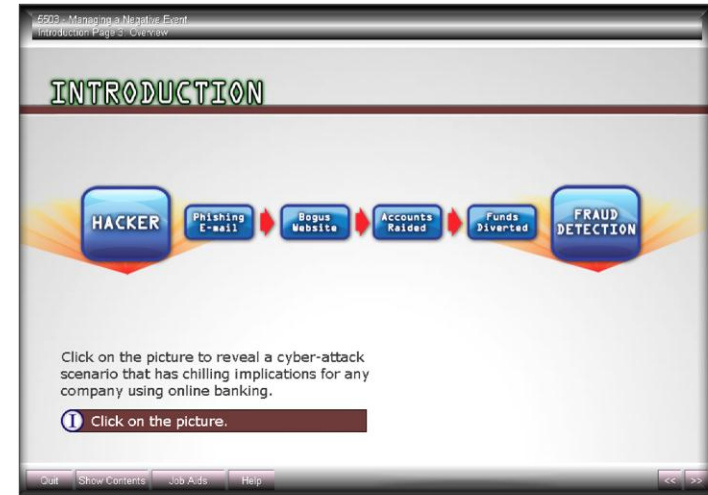 5503 - Managing a Negative Event
Introduction Page 3: Overview
INTRODUCTION
HACKER
Phishing
E-mail
Bogus
Website
Accounts
Raided
Funds
Diverted
FRAUD
DETECTION
Click on the picture to reveal a cyber-attack
scenario that has chilling implications for any
company using online banking.
I Click on the picture.
Quit Show Contents Job Aids Help << >>